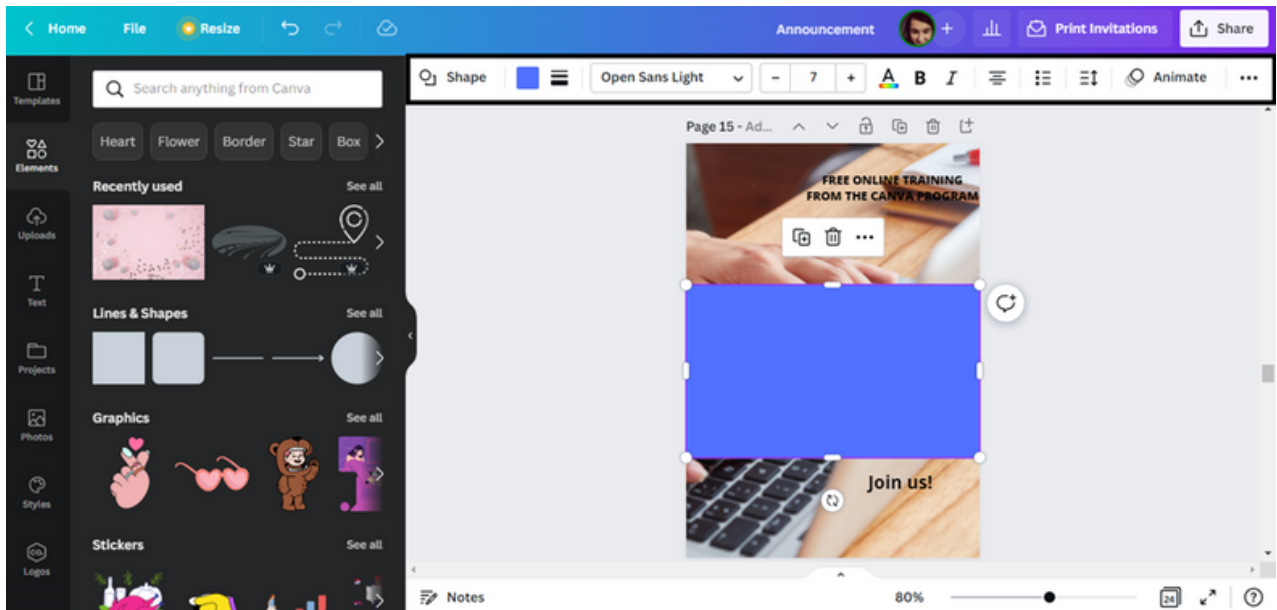 Home File Resize Announcement + Print Invitations Share
Templates
Elements
Uploads
Text
Projects
Photos
Styles
CO.
Logos
Search anything from Canva
Heart Flower Border Star Box
Recently used See all
Lines & Shapes See all
Graphics See all
Stickers See all
Shape Open Sans Light - 7 + A B I Animate
Page 15 - Ad...
FREE ONLINE TRAINING
FROM THE CANVA PROGRAM
Join us!
Notes 80% 24 ?